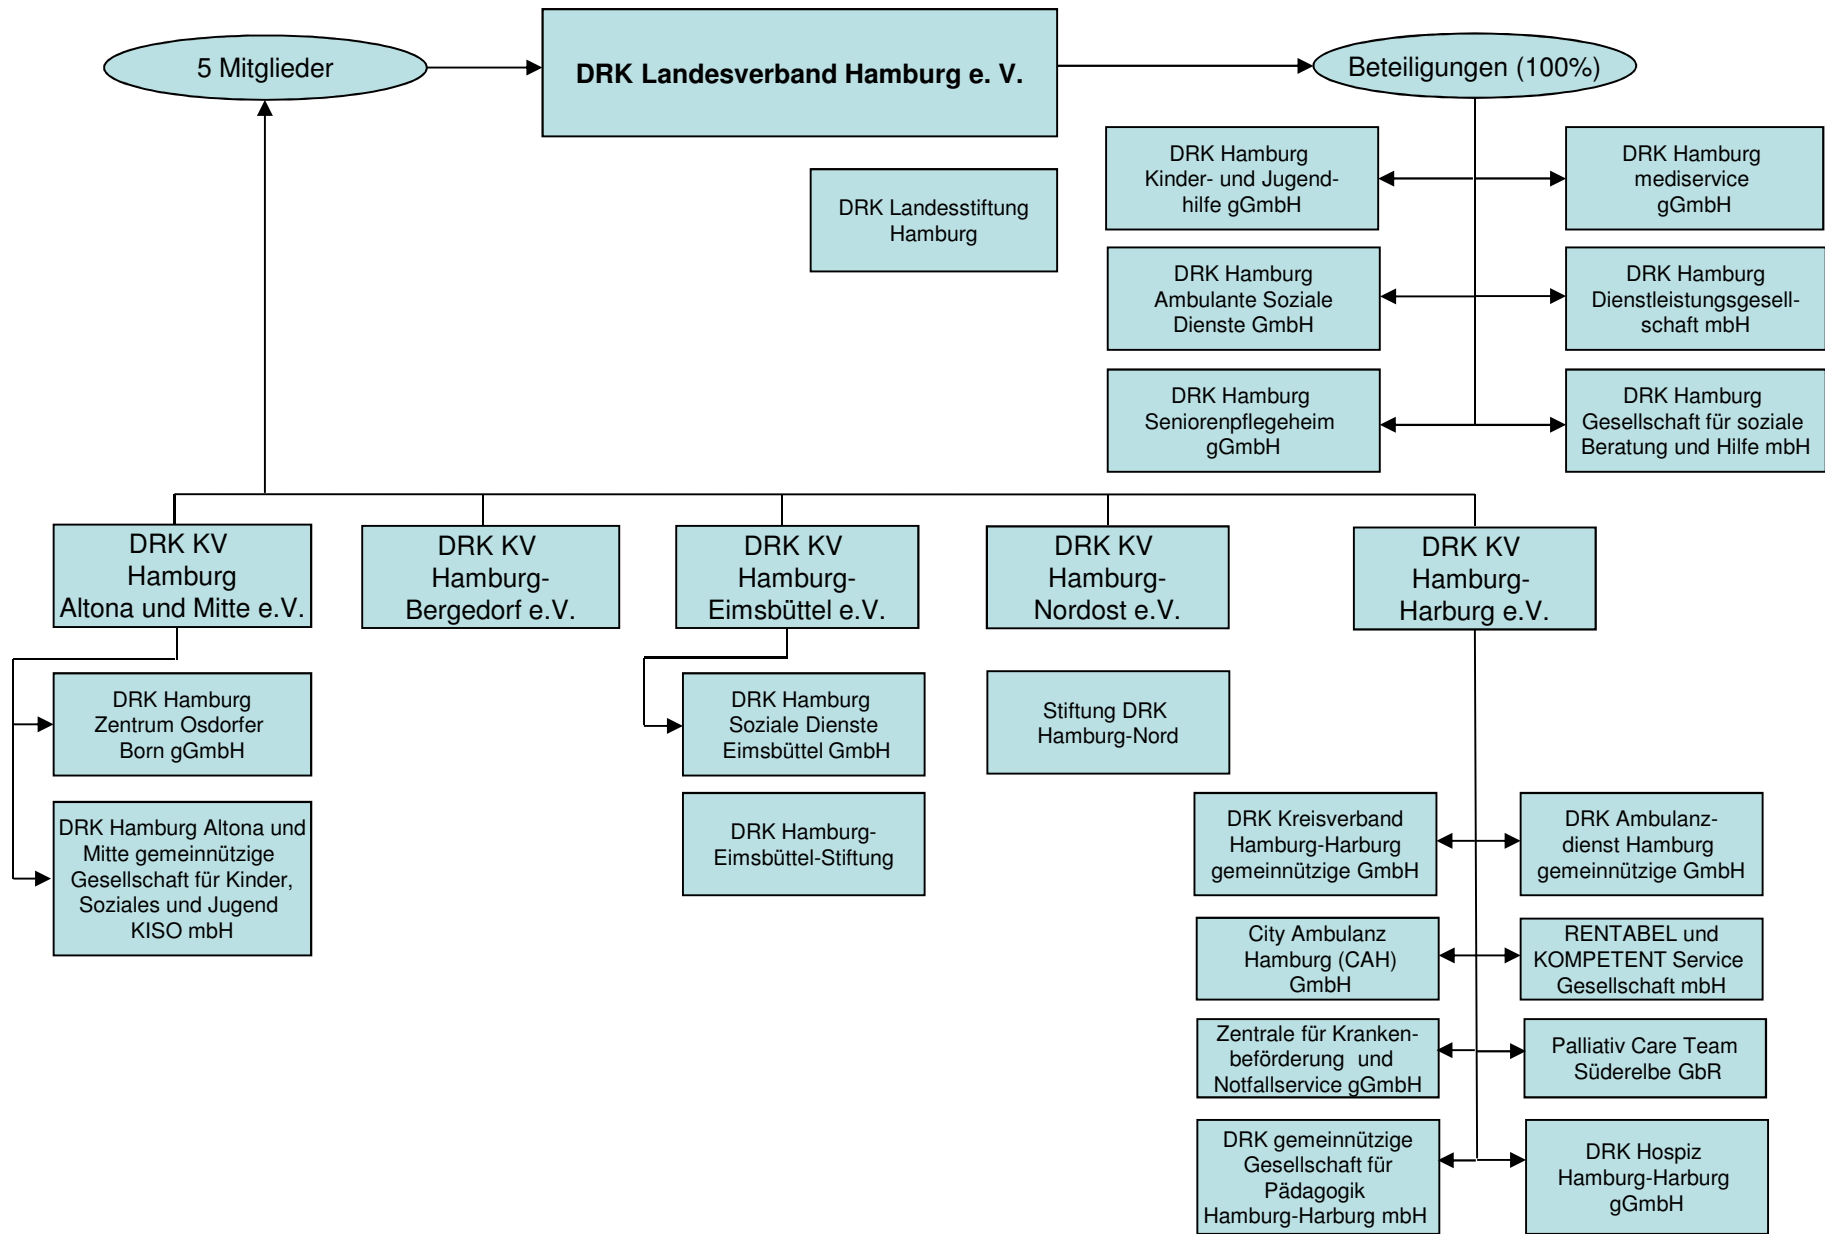 5 Mitglieder
DRK Landesverband Hamburg e. V.
Beteiligungen (100%)
DRK Landesstiftung
Hamburg
DRK Hamburg
Kinder- und Jugend-
hilfe gGmbH
DRK Hamburg
mediservice
gGmbH
DRK Hamburg
Ambulante Soziale
Dienste GmbH
DRK Hamburg
Dienstleistungsgesell-
schaft mbH
DRK Hamburg
Seniorenpflegeheim
gGmbH
DRK Hamburg
Gesellschaft für soziale
Beratung und Hilfe mbH
DRK KV
Hamburg
Altona und Mitte e.V.
DRK KV
Hamburg-
Bergedorf e.V.
DRK KV
Hamburg-
Eimsbüttel e.V.
DRK KV
Hamburg-
Nordost e.V.
DRK KV
Hamburg-
Harburg e.V.
DRK Hamburg
Zentrum Osdorfer
Born gGmbH
DRK Hamburg Altona und
Mitte gemeinnützige
Gesellschaft für Kinder,
Soziales und Jugend
KISO mbH
DRK Hamburg
Soziale Dienste
Eimsbüttel GmbH
DRK Hamburg-
Eimsbüttel-Stiftung
Stiftung DRK
Hamburg-Nord
DRK Kreisverband
Hamburg-Harburg
gemeinnützige GmbH
DRK Ambulanz-
dienst Hamburg
gemeinnützige GmbH
City Ambulanz
Hamburg (CAH)
GmbH
RENTABEL und
KOMPETENT Service
Gesellschaft mbH
Zentrale für Kranken-
beförderung und
Notfallservice gGmbH
Palliativ Care Team
Süderelbe GbR
DRK gemeinnützige
Gesellschaft für
Pädagogik
Hamburg-Harburg mbH
DRK Hospiz
Hamburg-Harburg
gGmbH